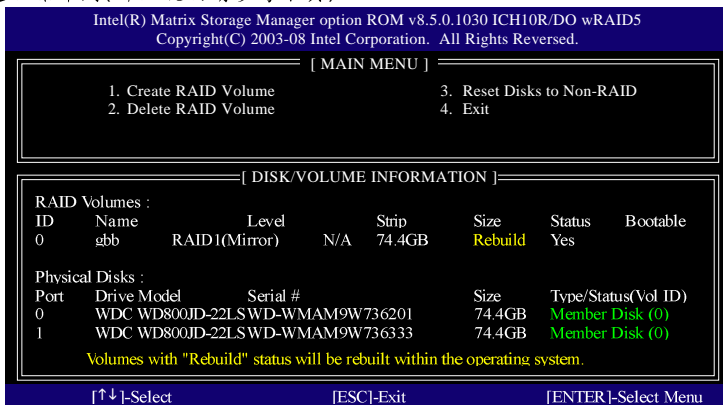 Intel(R) Matrix Storage Manager option ROM v8.5.0.1030 ICH10R/DO wRAID5
Copyright(C) 2003-08 Intel Corporation. All Rights Reversed.
[ MAIN MENU ]
1. Create RAID Volume 3. Reset Disks to Non-RAID
2. Delete RAID Volume 4. Exit
[ DISK/VOLUME INFORMATION ]
RAID Volumes :
ID Name Level Strip Size Status Bootable
0 gbb RAID1(Mirror) N/A 74.4GB Rebuild Yes
Physical Disks :
Port Drive Model Serial # Size Type/Status(Vol ID)
0 WDC WD800JD-22LS WD-WMAM9W736201 74.4GB Member Disk (0)
1 WDC WD800JD-22LS WD-WMAM9W736333 74.4GB Member Disk (0)
Volumes with "Rebuild" status will be rebuilt within the operating system.
[↑↓]-Select [ESC]-Exit [ENTER]-Select Menu